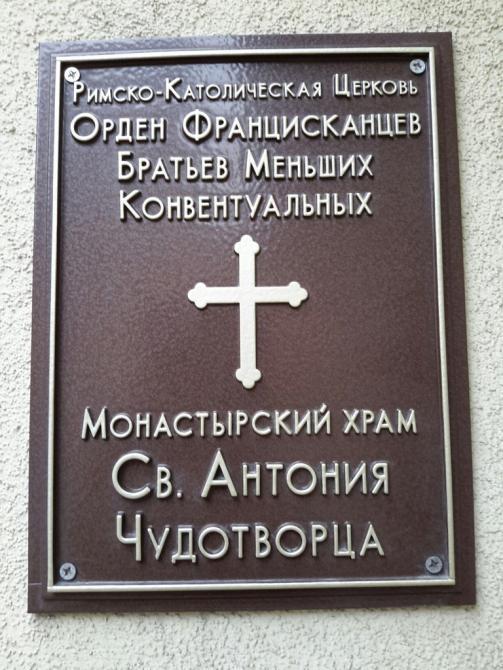 Римско-Католическая Церковь
Орден Францисканцев
Братьев Меньших
Конвентуальных
Монастырский храм
Св. Антония
Чудотворца